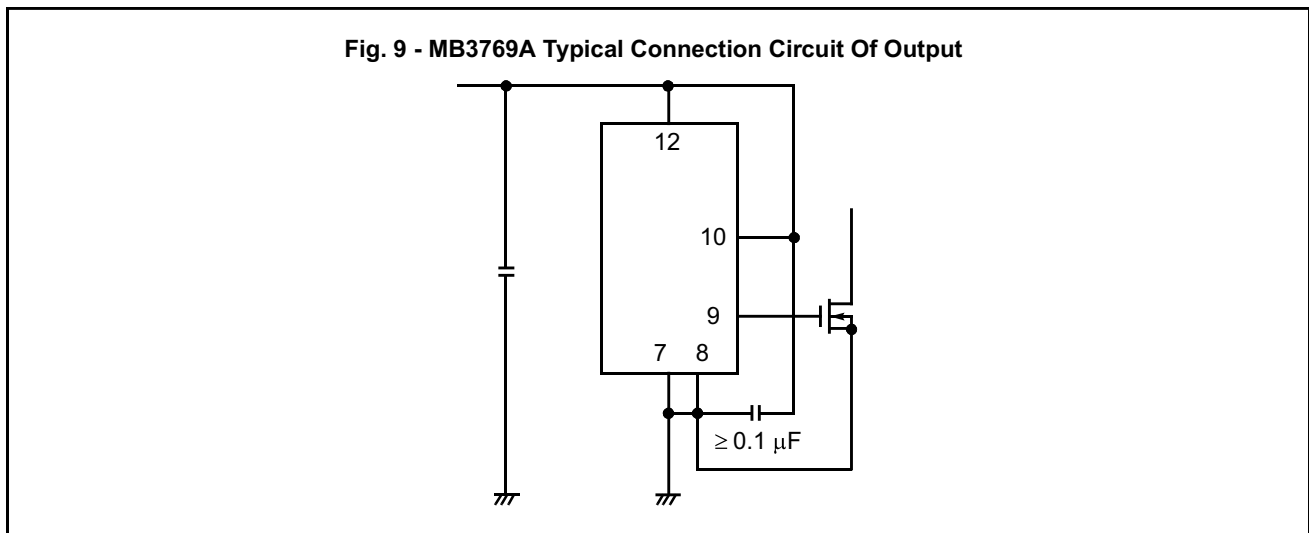 Fig. 9 - MB3769A Typical Connection Circuit Of Output
12
10
9
7 8
≥ 0.1 μF